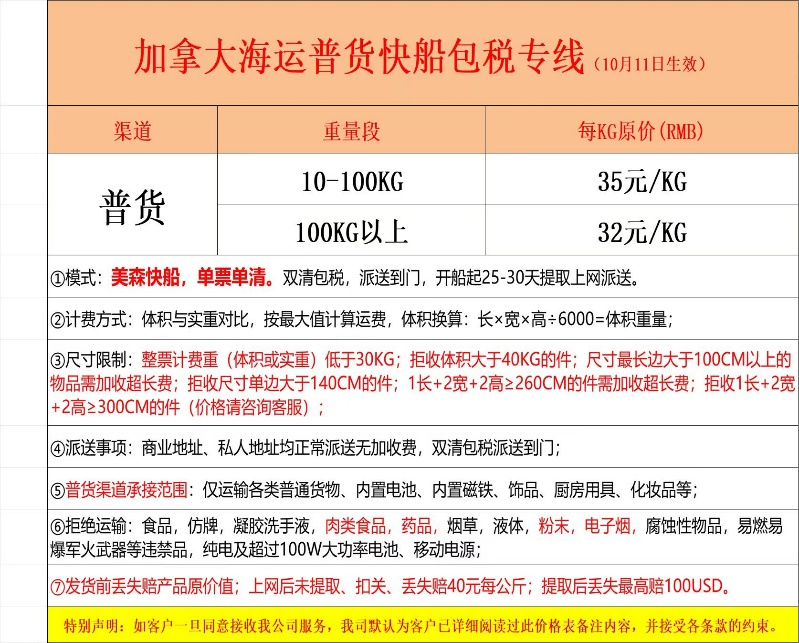 加拿大海运普货快船包税专线（10月11日生效）
渠道 重量段 每KG原价(RMB)
普货 10-100KG 35元/KG
100KG以上 32元/KG
①模式：美森快船，单票单清。双清包税，派送到门，开船起25-30天提取上网派送。
②计费方式：体积与实重对比，按最大值计算运费，体积换算：长×宽×高÷6000=体积重量；
③尺寸限制：整票计费重（体积或实重）低于30KG；拒收体积大于40KG的件；尺寸最长边大于100CM以上的
物品需加收超长费；拒收尺寸单边大于140CM的件；1长+2宽+2高≥260CM的件需加收超长费；拒收1长+2宽
+2高≥300CM的件（价格请咨询客服）；
④派送事项：商业地址、私人地址均正常派送无加收费，双清包税派送到门；
⑤普货渠道承接范围：仅运输各类普通货物、内置电池、内置磁铁、饰品、厨房用具、化妆品等；
⑥拒绝运输：食品，仿牌，凝胶洗手液，肉类食品，药品，烟草，液体，粉末，电子烟，腐蚀性物品，易燃易
爆军火武器等违禁品，纯电及超过100W大功率电池、移动电源；
⑦发货前丢失赔产品原价值；上网后未提取、扣关、丢失赔40元每公斤；提取后丢失最高赔100USD。
特别声明：如客户一旦同意接收我公司服务，我司默认为客户已详细阅读过此价格表备注内容，并接受各条款的约束。